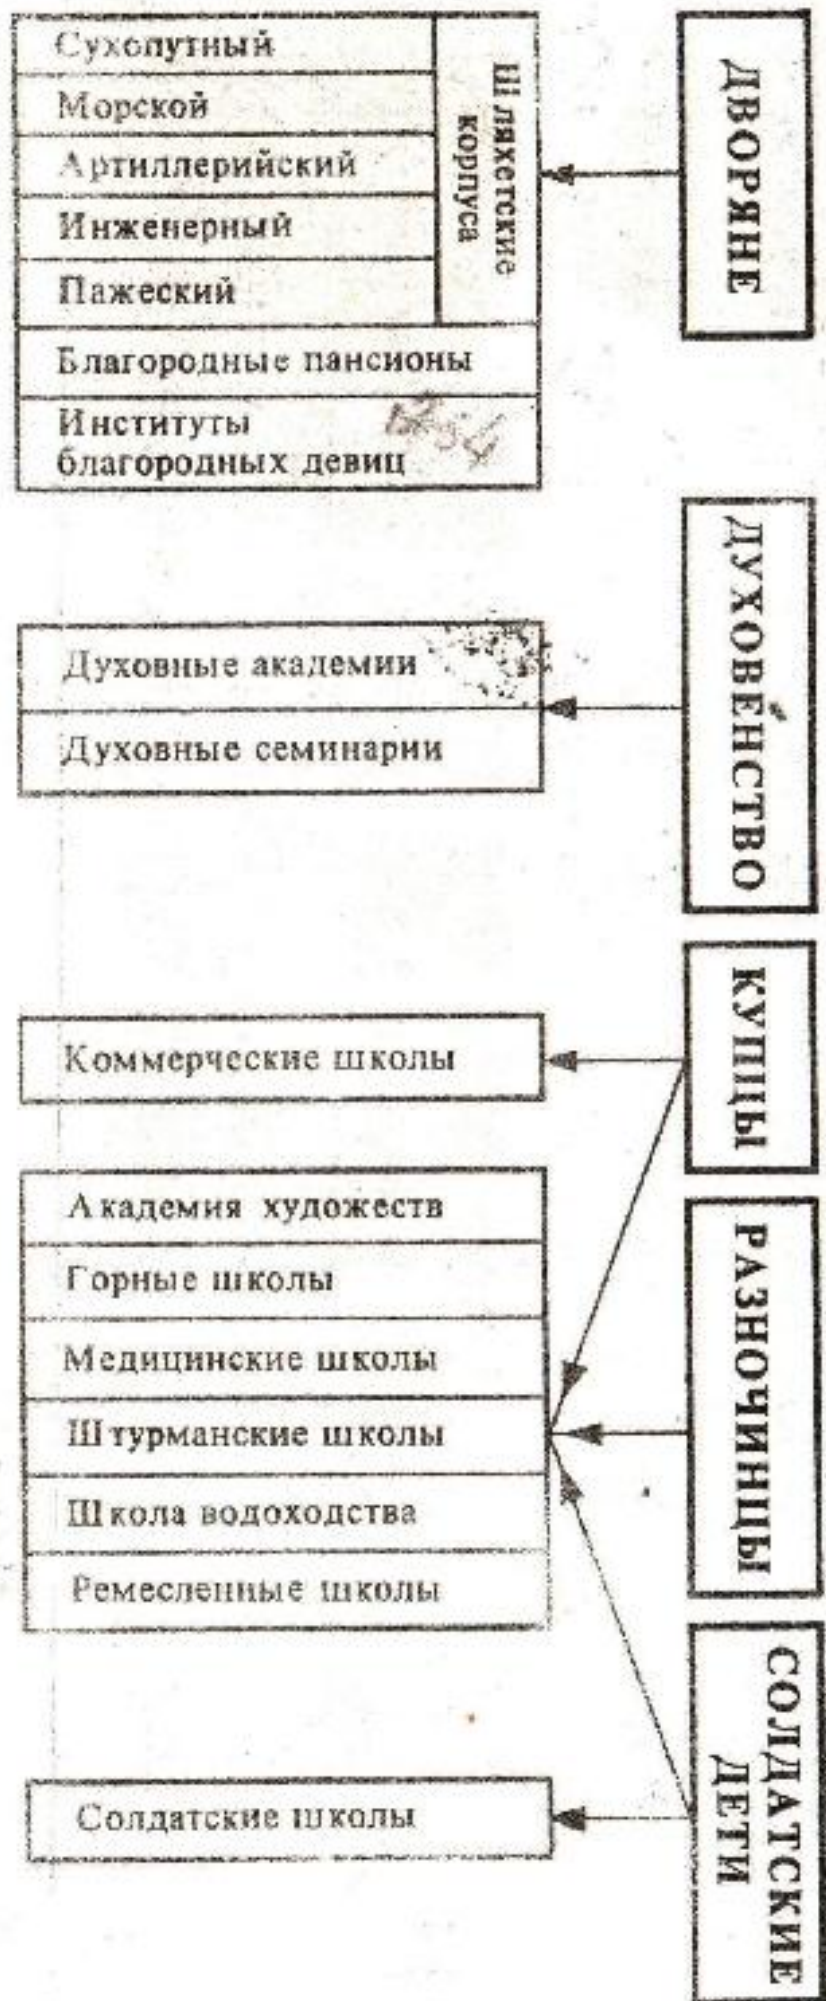 Сухопутный
Морской
Артиллерийский
Инженерный
Пажеский
Шляхетские
корпуса
Благородные пансионы
Институты
благородных девиц
ДВОРЯНЕ
Духовные академии
Духовные семинарии
ДУХОВЕНСТВО
Коммерческие школы
КУПЦЫ
Академия художеств
Горные школы
Медицинские школы
Штурманские школы
Школа водоходства
Ремесленные школы
РАЗНОЧИНЦЫ
Солдатские школы
СОЛДАТСКИЕ
ДЕТИ